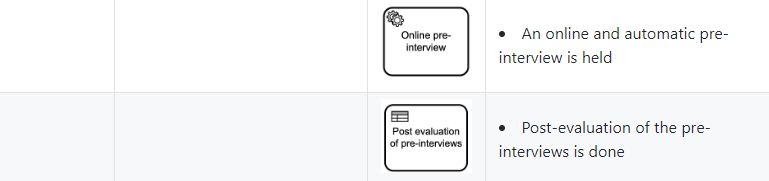 Online pre-
interview
• An online and automatic pre-
interview is held
Post evaluation
of pre-interviews
• Post-evaluation of the pre-
interviews is done